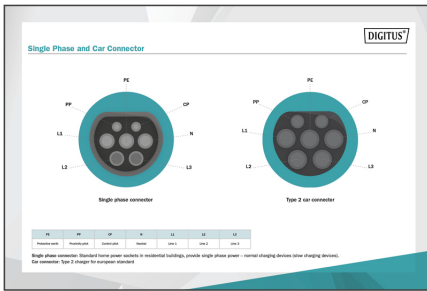 DIGITUS®
Single Phase and Car Connector
PE
PP
CP
L1
N
L2
L3
Single phase connector
PE
PP
CP
L1
N
L2
L3
Type 2 car connector
PE PP CP N L1 L2 L3
Protective earth Proximity pilot Control pilot Neutral Line 1 Line 2 Line 3
Single phase connector: Standard home power sockets in residential buildings, provide single phase power – normal charging devices (slow charging devices).
Car connector: Type 2 charger for european standard